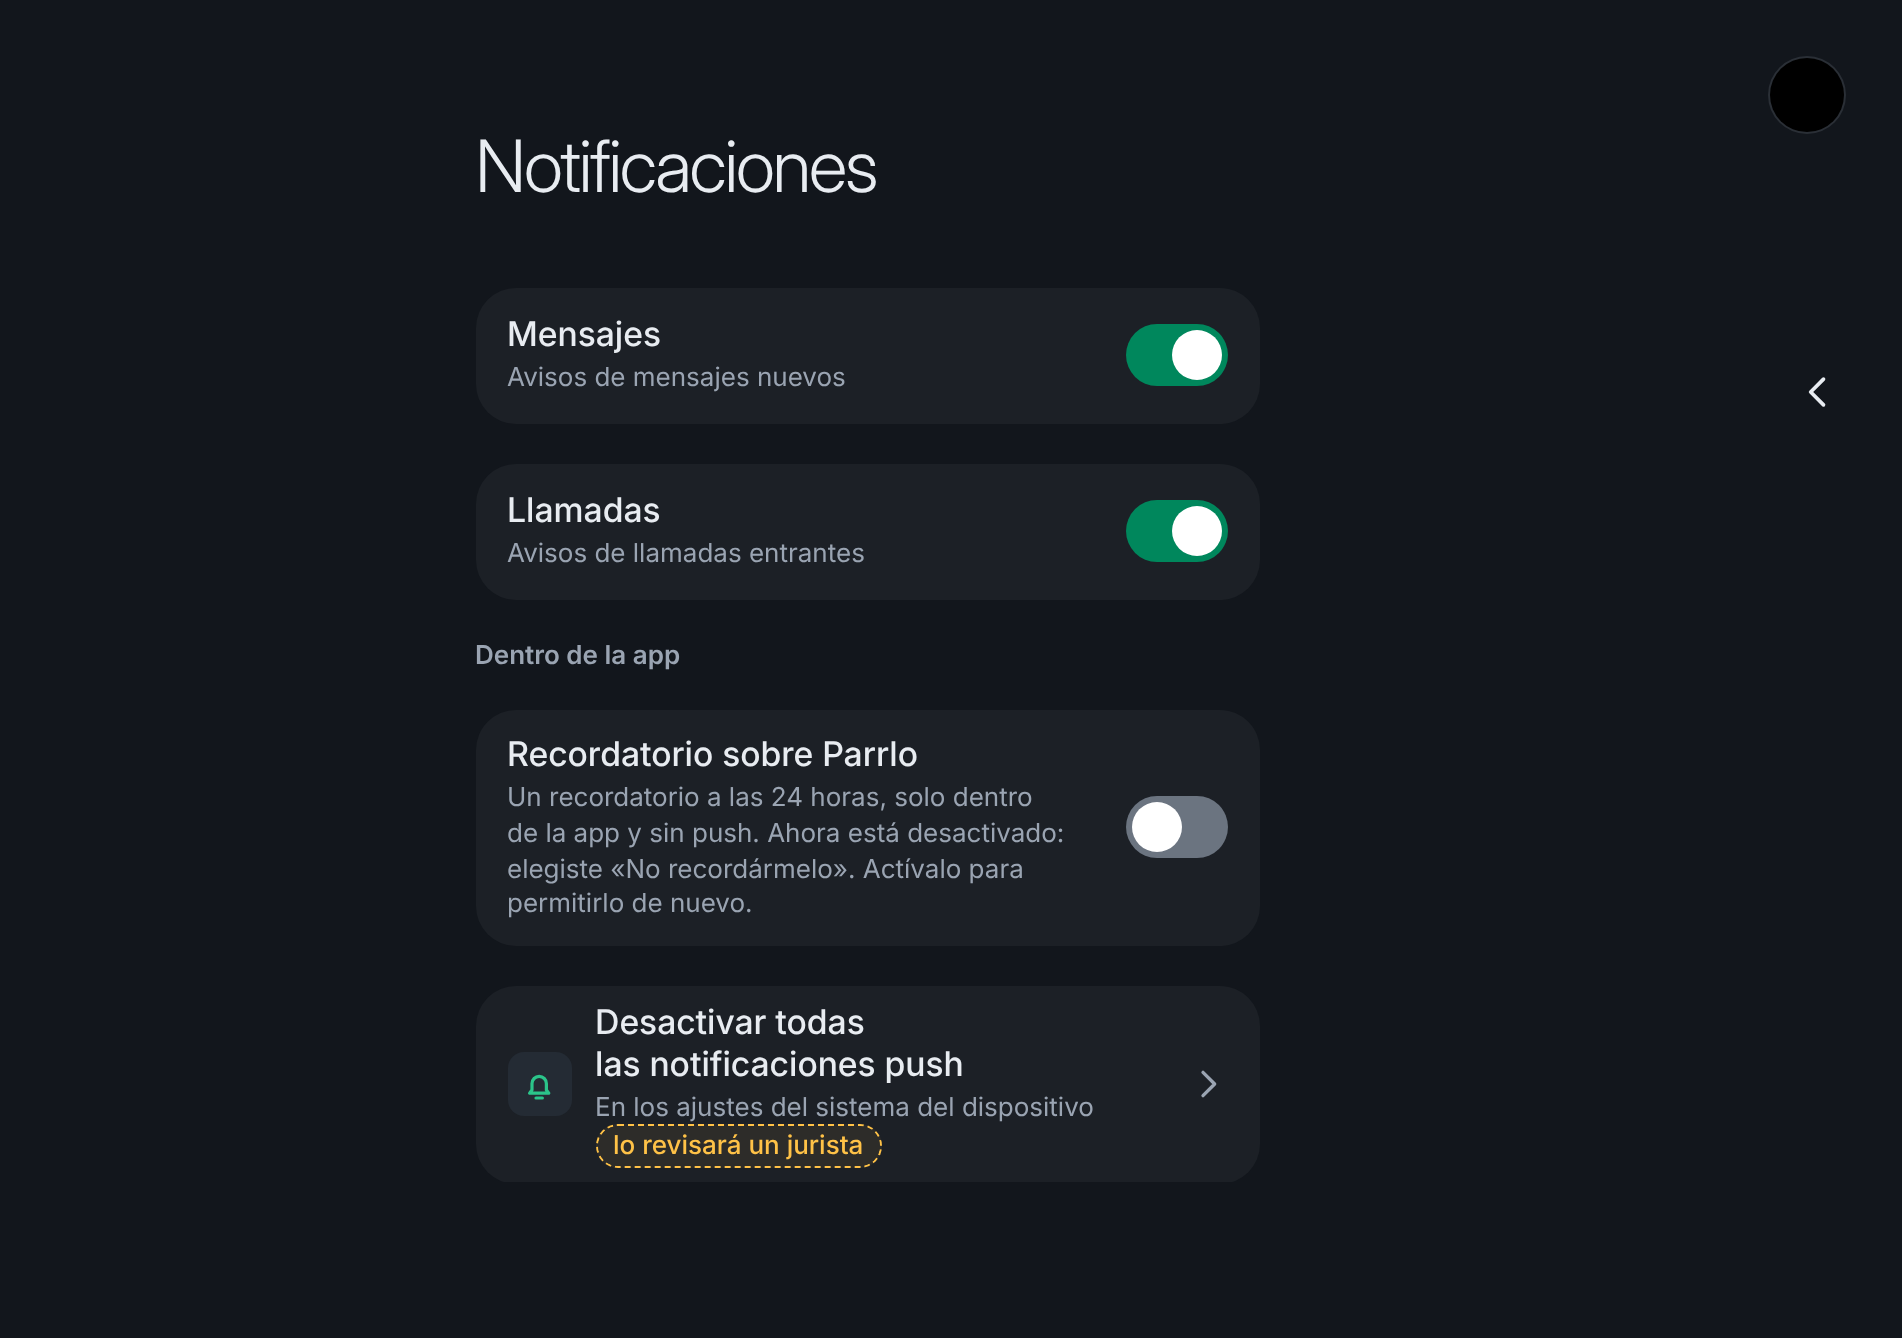 Notificaciones
Mensajes
Avisos de mensajes nuevos
Llamadas
Avisos de llamadas entrantes
Dentro de la app
Recordatorio sobre Parrlo
Un recordatorio a las 24 horas, solo dentro
de la app y sin push. Ahora está desactivado:
elegiste «No recordármelo». Actívalo para
permitirlo de nuevo.
Desactivar todas
las notificaciones push
En los ajustes del sistema del dispositivo
lo revisará un jurista